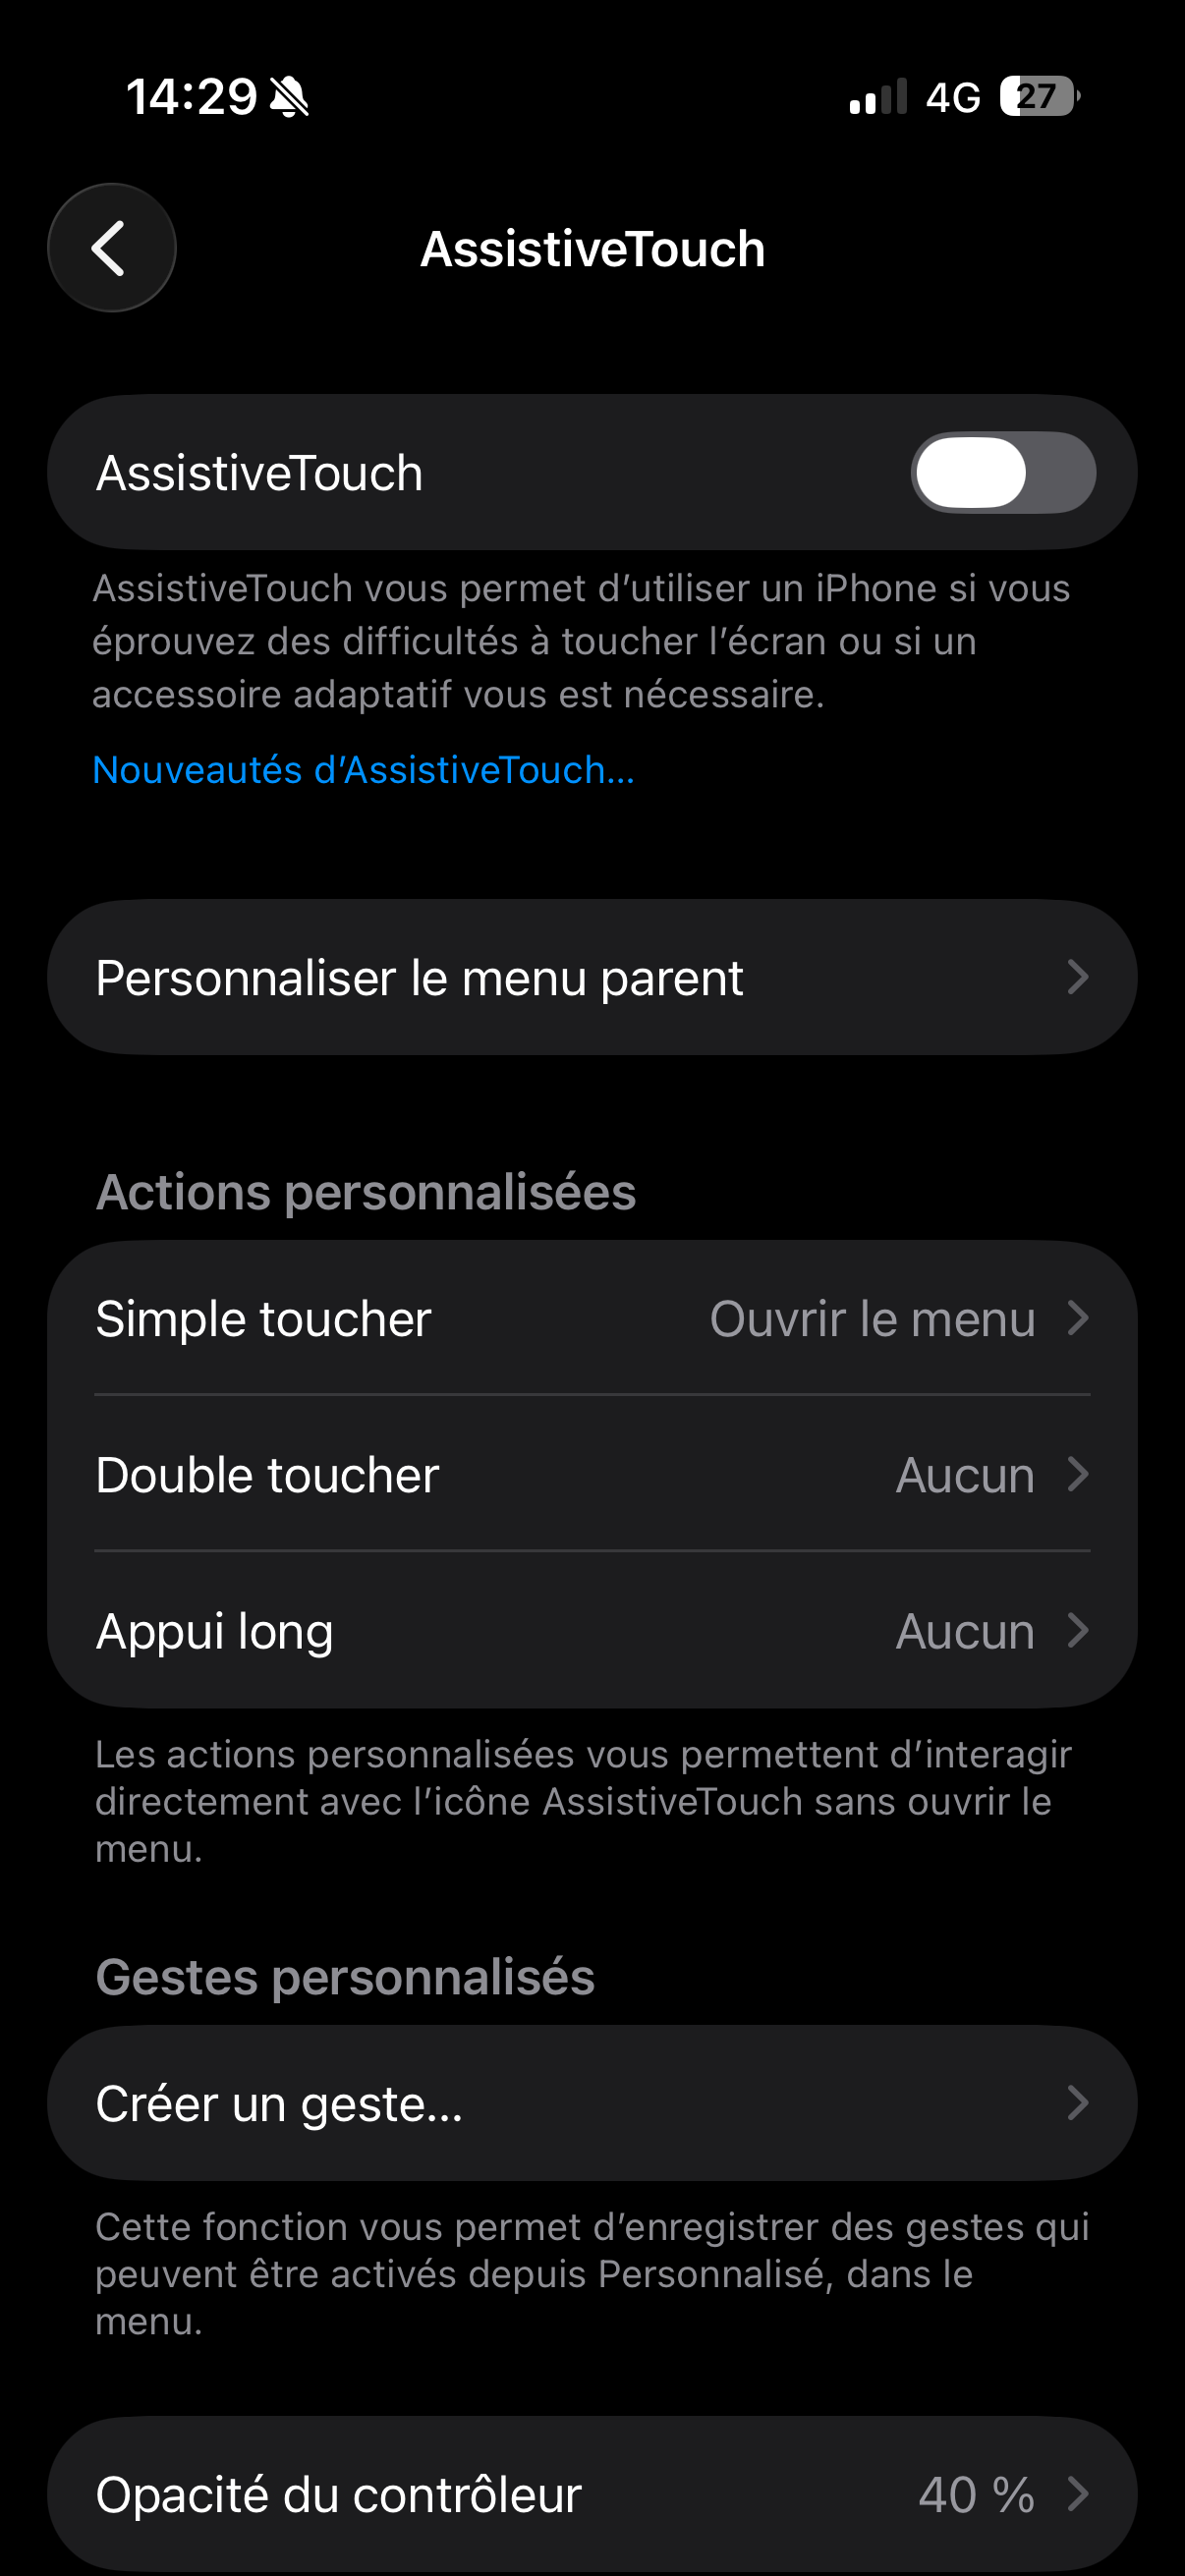 14:29
4G 27
AssistiveTouch
AssistiveTouch
AssistiveTouch vous permet d’utiliser un iPhone si vous
éprouvez des difficultés à toucher l’écran ou si un
accessoire adaptatif vous est nécessaire.
Nouveautés d’AssistiveTouch…
Personnaliser le menu parent
Actions personnalisées
Simple toucher Ouvrir le menu
Double toucher Aucun
Appui long Aucun
Les actions personnalisées vous permettent d’interagir
directement avec l’icône AssistiveTouch sans ouvrir le
menu.
Gestes personnalisés
Créer un geste…
Cette fonction vous permet d’enregistrer des gestes qui
peuvent être activés depuis Personnalisé, dans le
menu.
Opacité du contrôleur 40 %